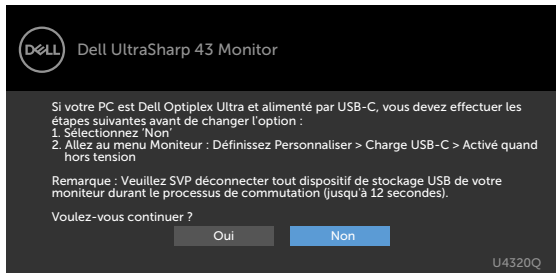 DELL
Dell UltraSharp 43 Monitor
Si votre PC est Dell Optiplex Ultra et alimenté par USB-C, vous devez effectuer les
étapes suivantes avant de changer l'option :
1. Sélectionnez ‘Non’
2. Allez au menu Moniteur : Définissez Personnaliser > Charge USB-C > Activé quand
hors tension
Remarque : Veuillez SVP déconnecter tout dispositif de stockage USB de votre
moniteur durant le processus de commutation (jusqu'à 12 secondes).
Voulez-vous continuer ?
Oui
Non
U4320Q